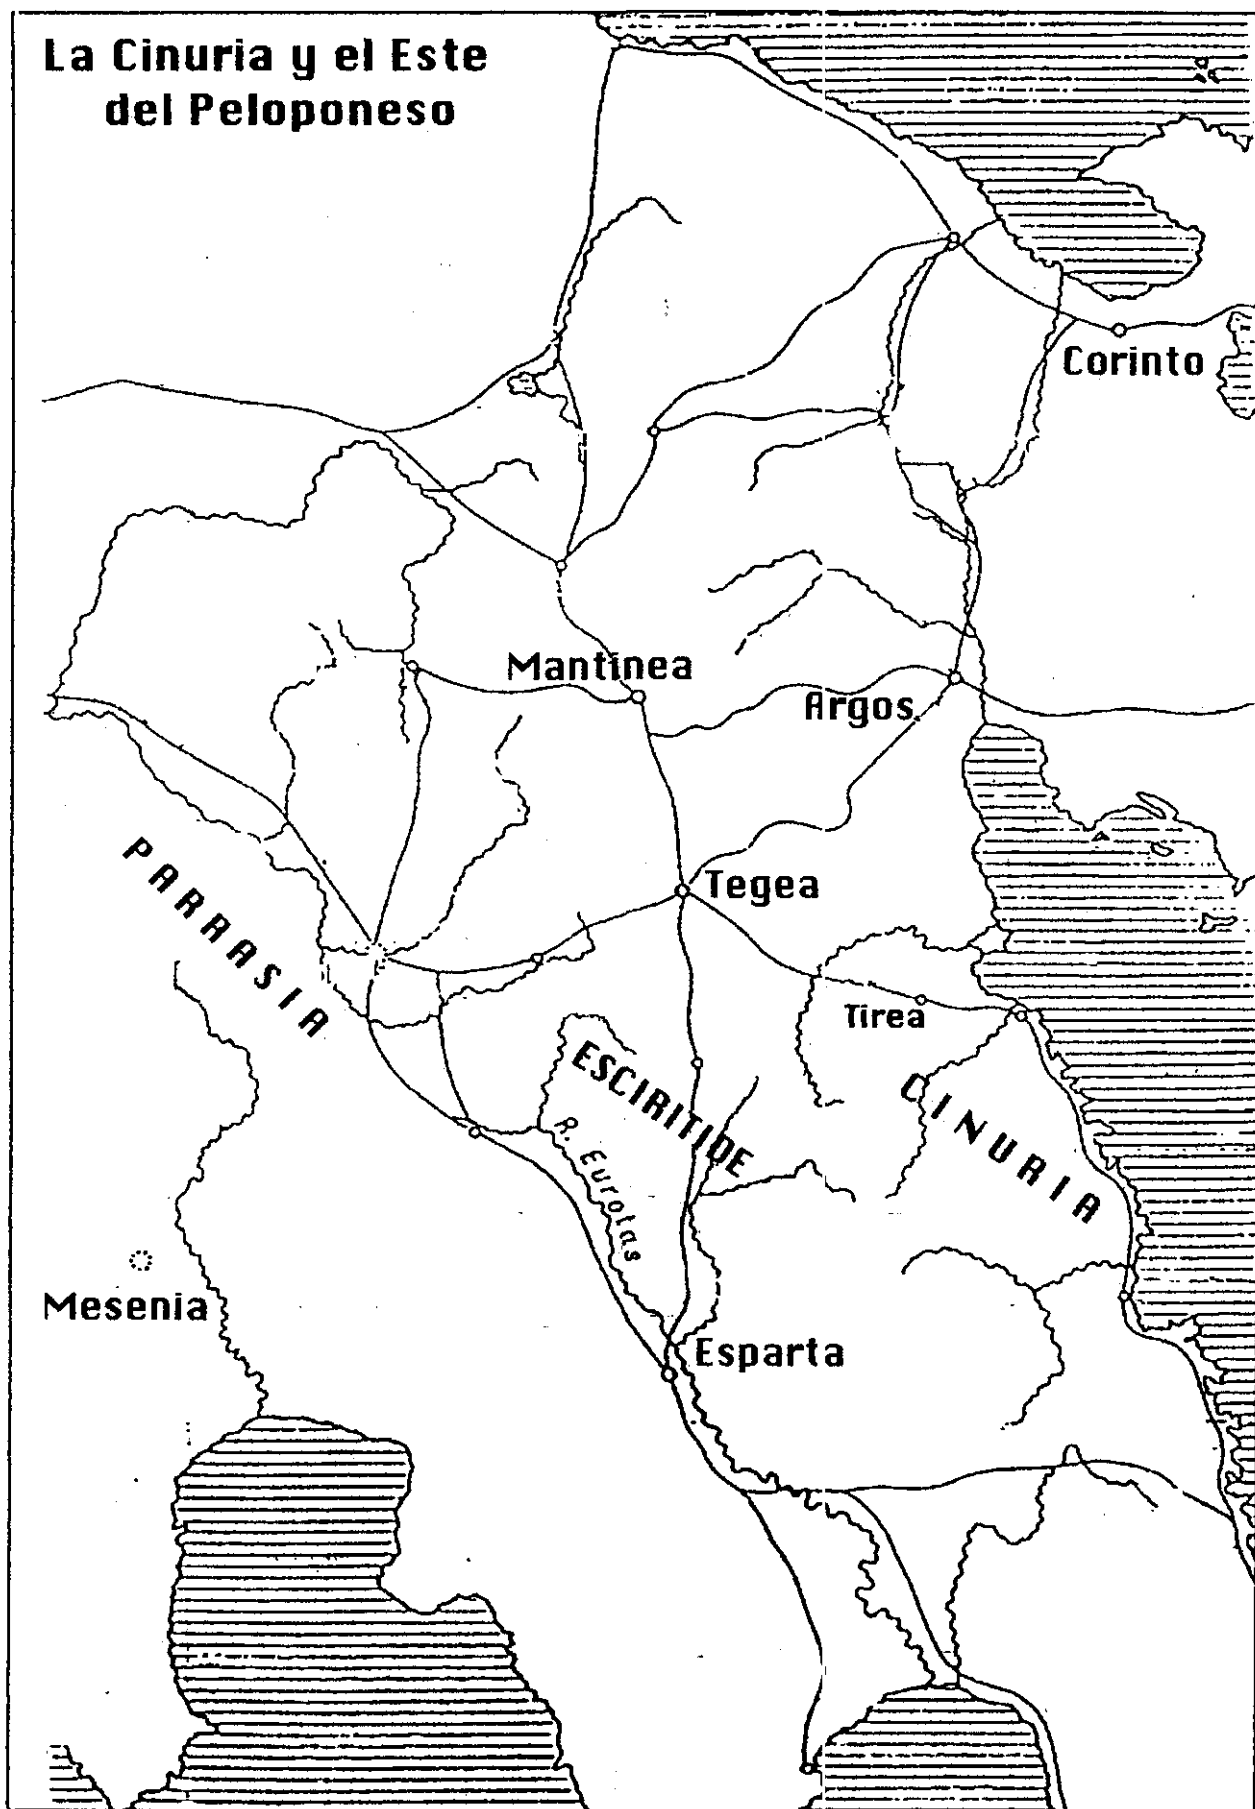 La Cinuria y el Este
del Peloponeso
Corinto
Mantinea
Argos
Tegea
PARRASIA
Tirea
ESCIRITIDE
CINURIA
R. Eurotas
Mesenia
Esparta